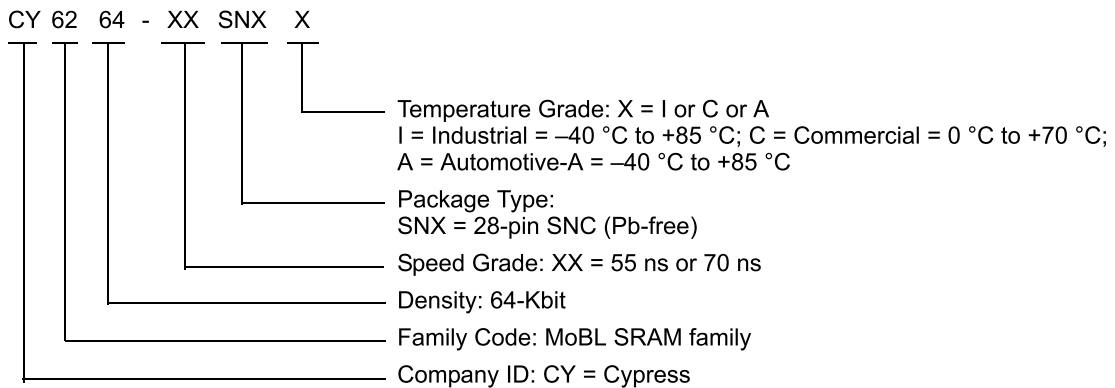 CY 62 64 - XX SNX X
Temperature Grade: X = I or C or A
I = Industrial = –40 °C to +85 °C; C = Commercial = 0 °C to +70 °C;
A = Automotive-A = –40 °C to +85 °C
Package Type:
SNX = 28-pin SNC (Pb-free)
Speed Grade: XX = 55 ns or 70 ns
Density: 64-Kbit
Family Code: MoBL SRAM family
Company ID: CY = Cypress